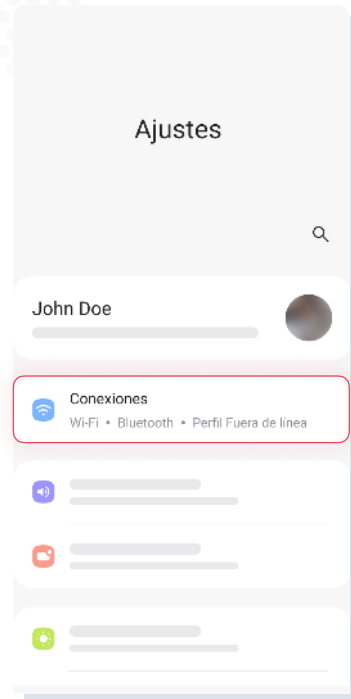 Ajustes
John Doe
Conexiones
Wi-Fi • Bluetooth • Perfil Fuera de línea